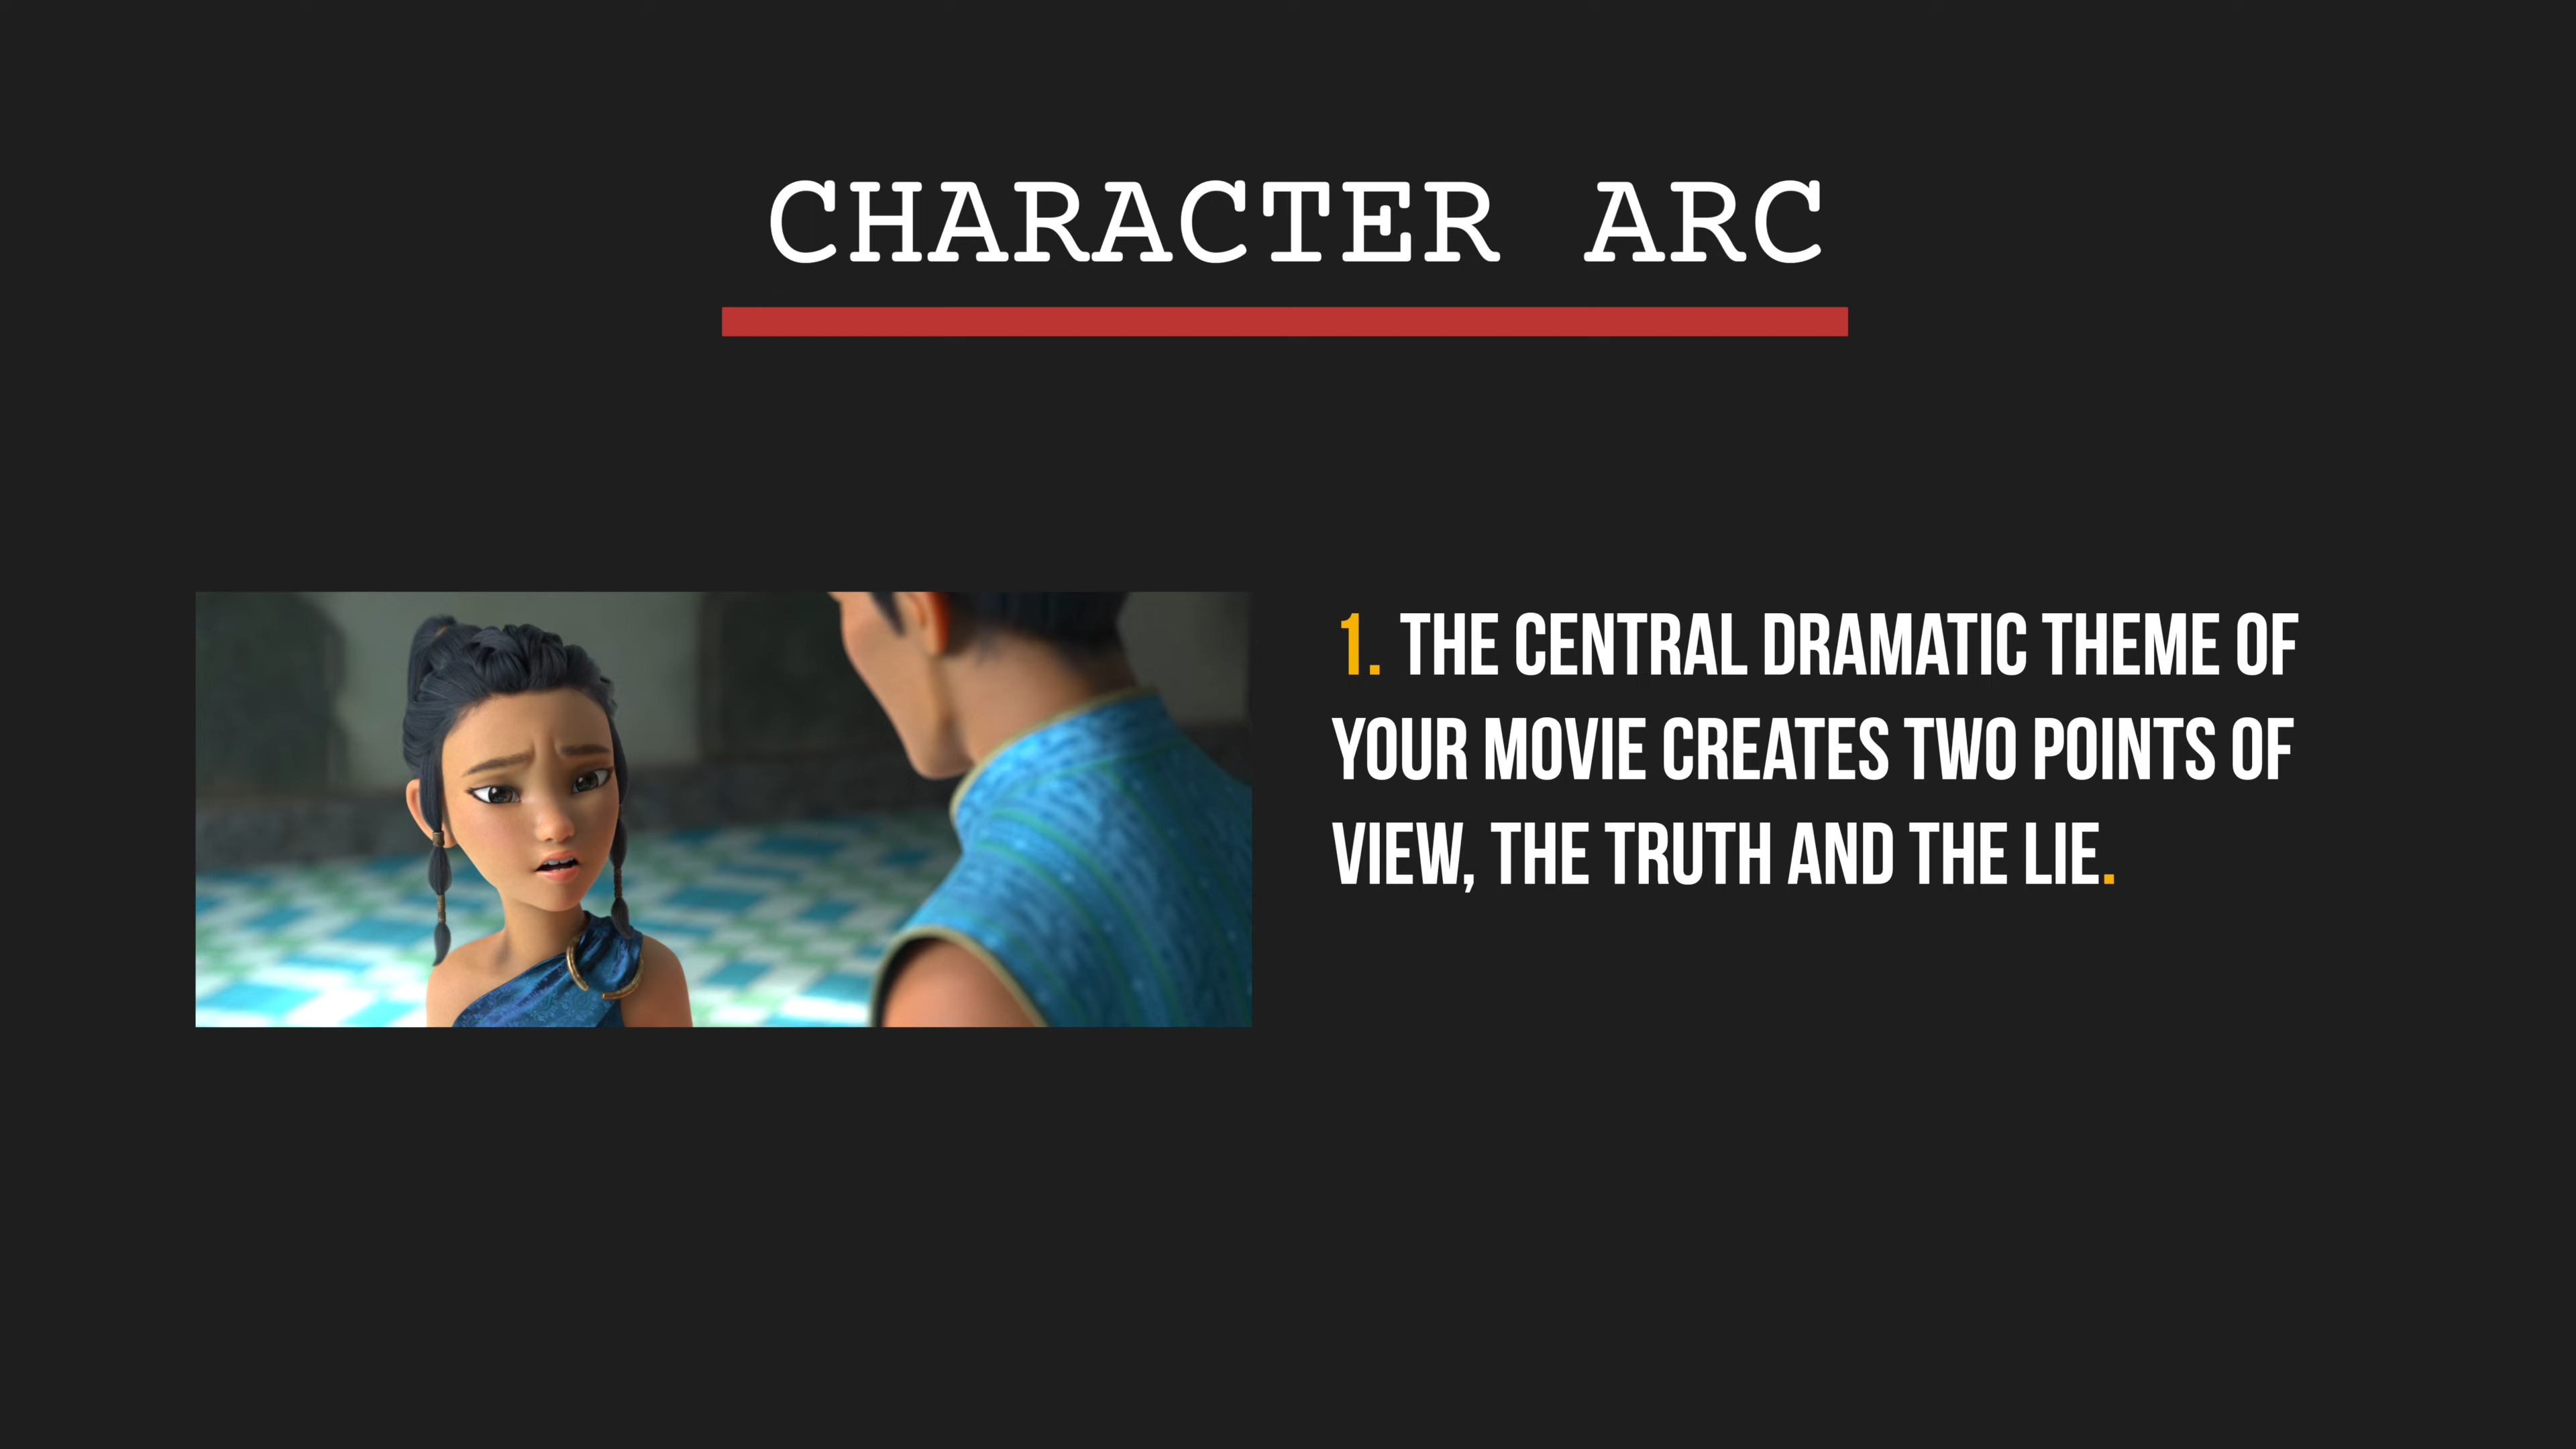 CHARACTER ARC
1. THE CENTRAL DRAMATIC THEME OF
YOUR MOVIE CREATES TWO POINTS OF
VIEW, THE TRUTH AND THE LIE.